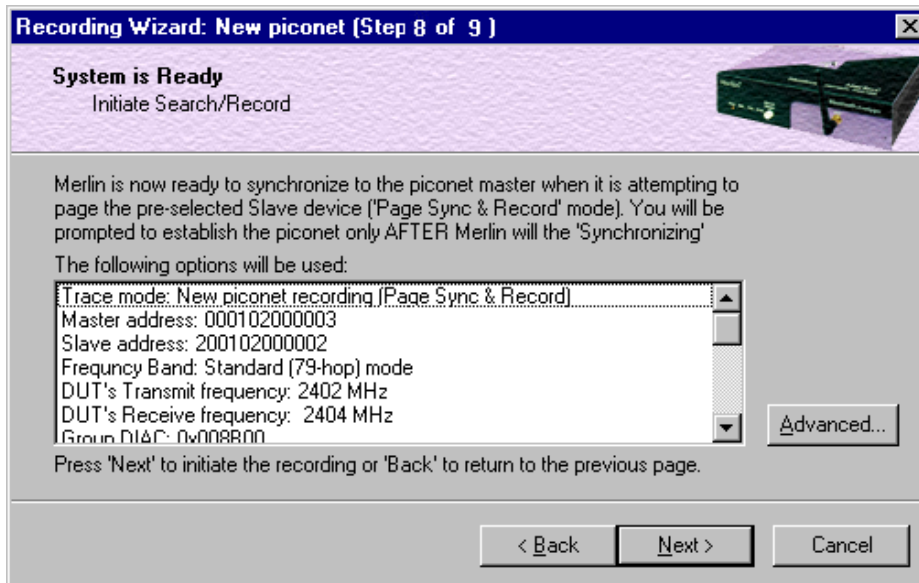 Recording Wizard: New piconet (Step 8 of 9 )
System is Ready
Initiate Search/Record
Merlin is now ready to synchronize to the piconet master when it is attempting to
page the pre-selected Slave device ('Page Sync & Record' mode). You will be
prompted to establish the piconet only AFTER Merlin will the 'Synchronizing'
The following options will be used:
Trace mode: New piconet recording (Page Sync & Record)
Master address: 000102000003
Slave address: 200102000002
Frequncy Band: Standard (79-hop) mode
DUT's Transmit frequency: 2402 MHz
DUT's Receive frequency: 2404 MHz
Group DIAC: 0x008B00
Advanced...
Press 'Next' to initiate the recording or 'Back' to return to the previous page.
< Back
Next >
Cancel